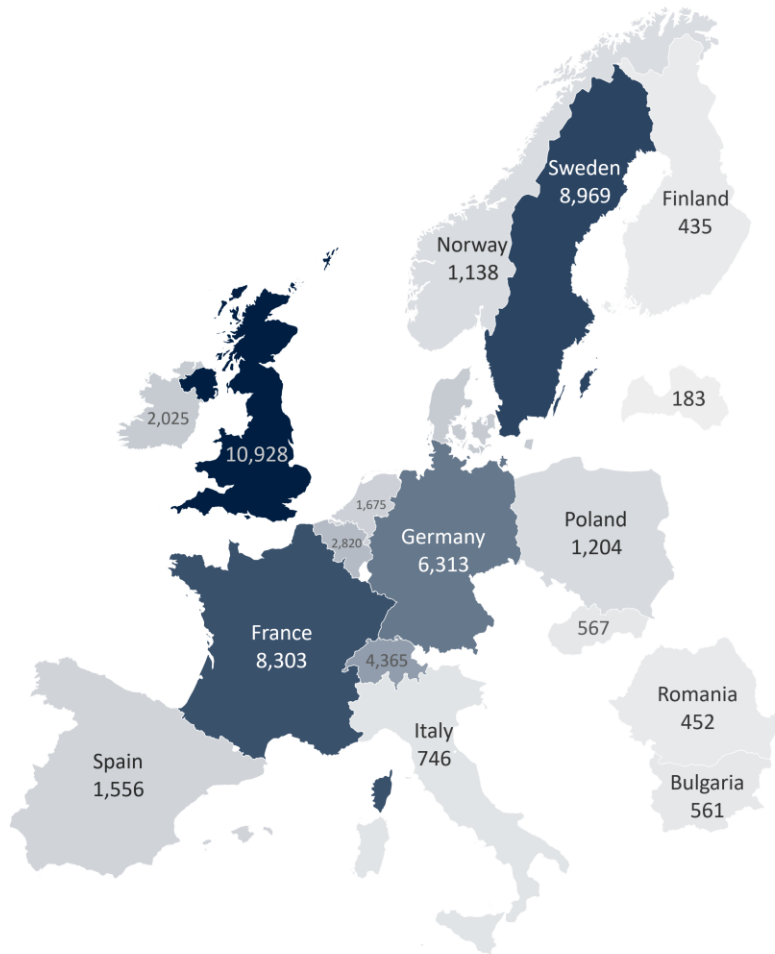 Sweden
8,969
Finland
435
Norway
1,138
183
2,025
10,928
1,675
2,820
Germany
6,313
Poland
1,204
567
France
8,303
4,365
Romania
452
Italy
746
Spain
1,556
Bulgaria
561